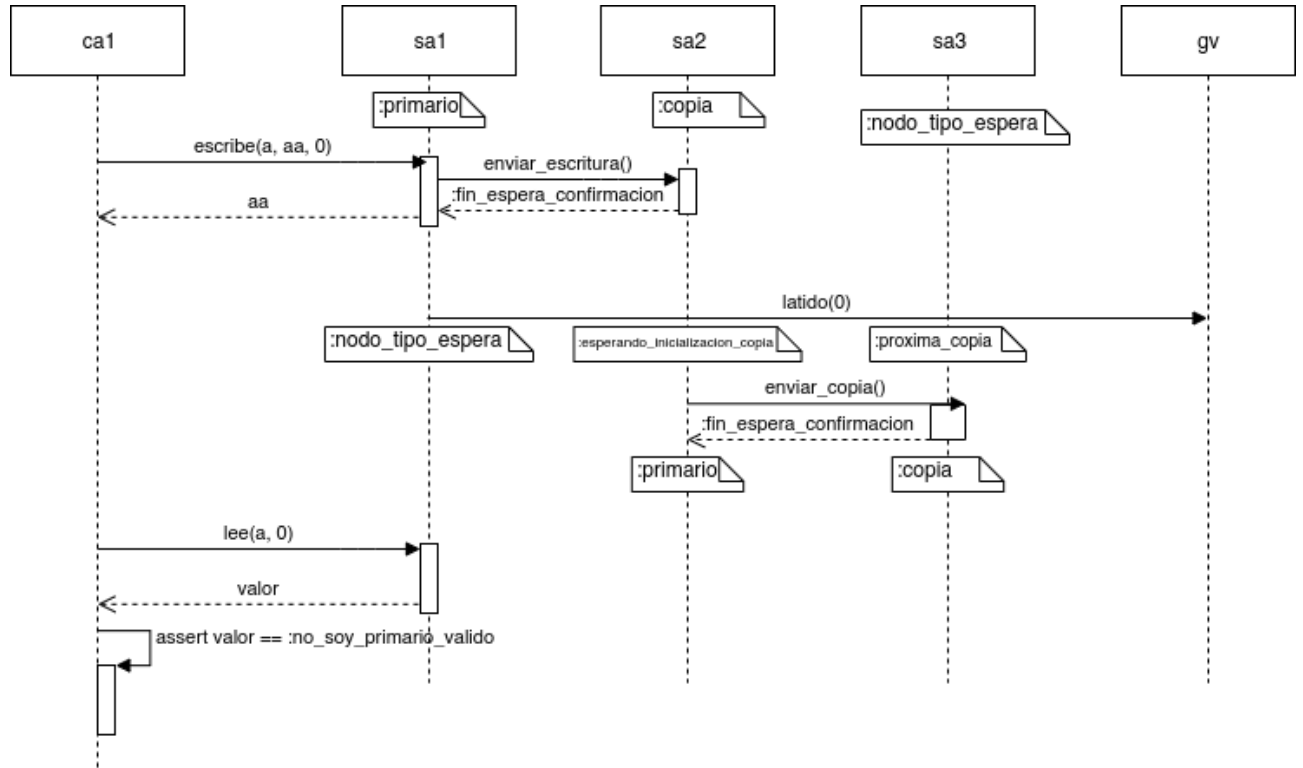 ca1
sa1
sa2
sa3
gv
:primario
:copia
:nodo_tipo_espera
escribe(a, aa, 0)
enviar_escritura()
:fin_espera_confirmacion
aa
latido(0)
:nodo_tipo_espera
:esperando_inicializacion_copia
:proxima_copia
enviar_copia()
:fin_espera_confirmacion
:primario
:copia
lee(a, 0)
valor
assert valor == :no_soy_primario_valido